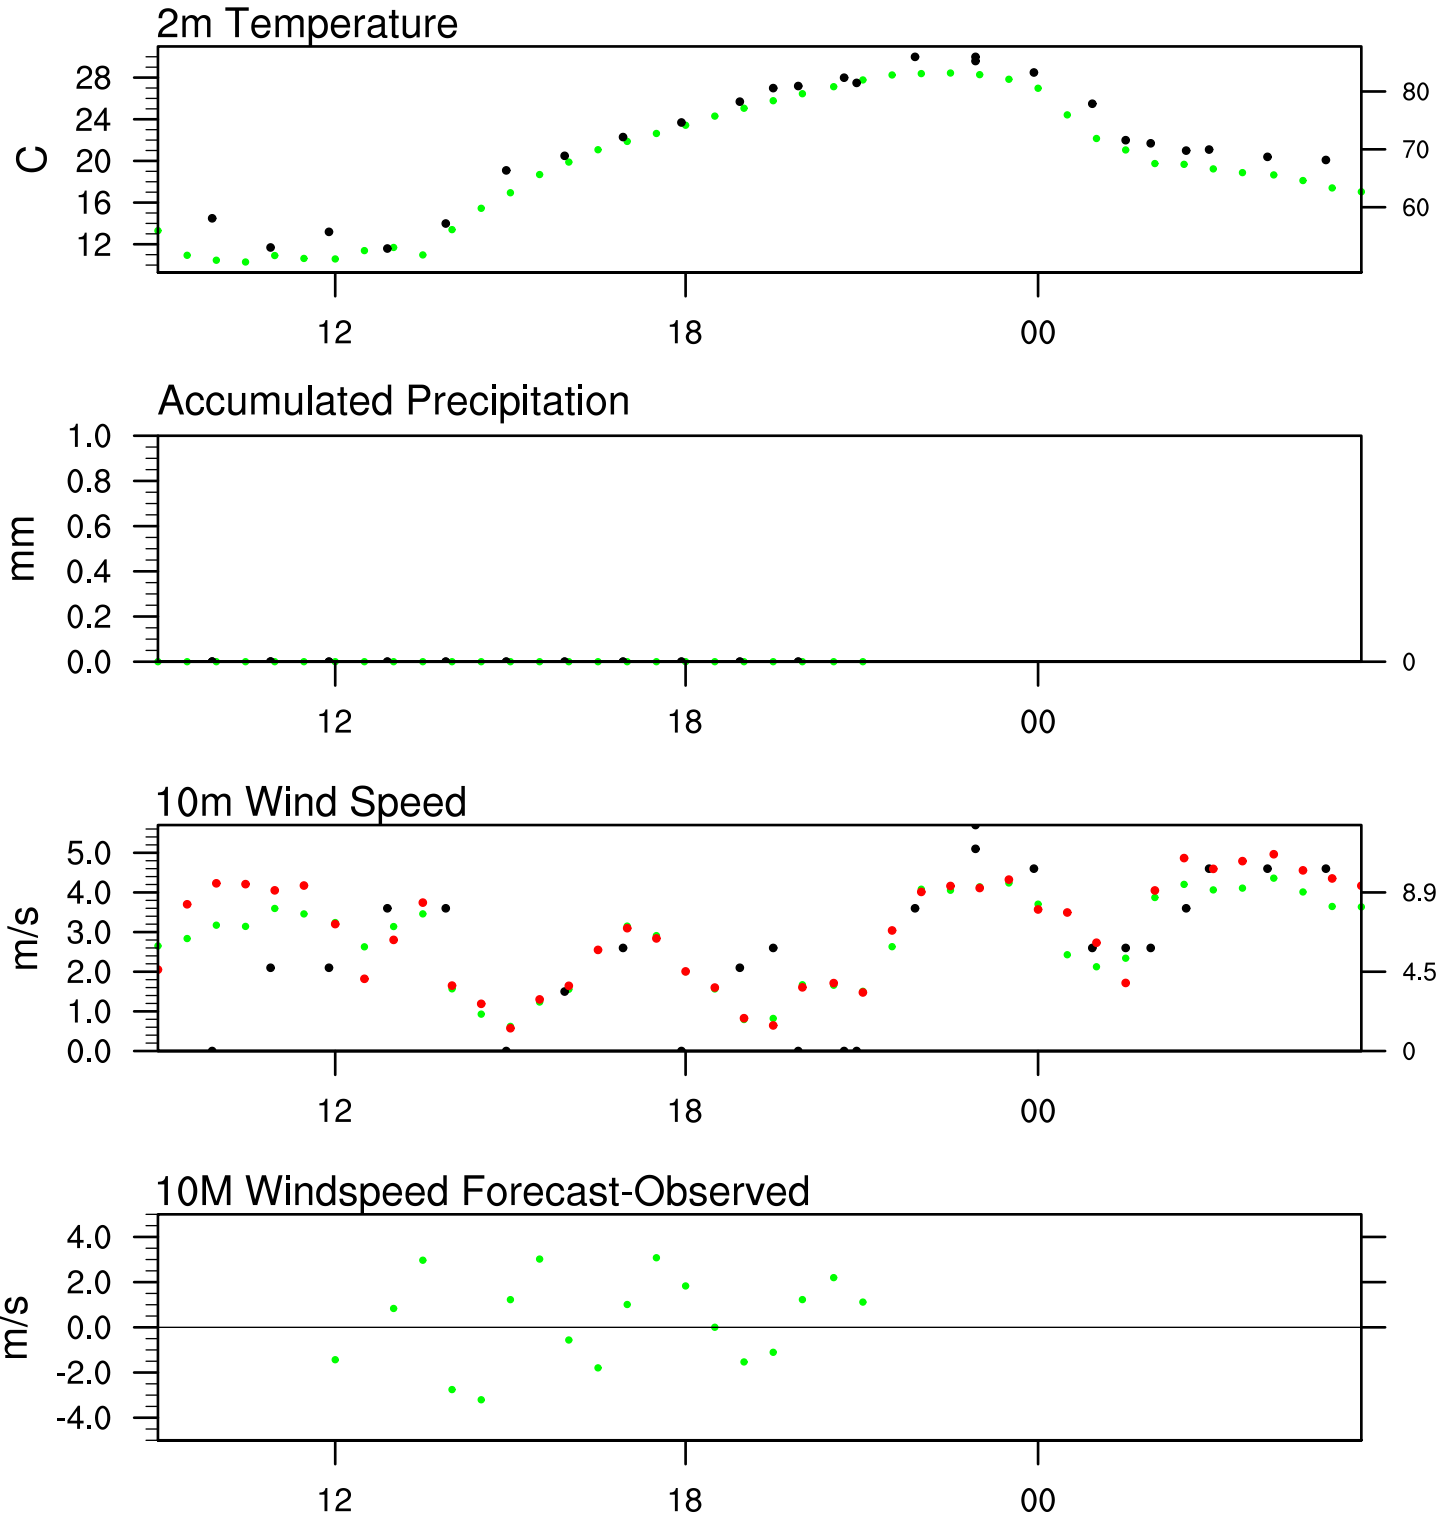 2m Temperature
28
24
20
16
12
C
80
70
60
12 18 00
Accumulated Precipitation
1.0
0.8
0.6
0.4
0.2
0.0
mm
0
12 18 00
10m Wind Speed
5.0
4.0
3.0
2.0
1.0
0.0
m/s
8.9
4.5
0
12 18 00
10M Windspeed Forecast-Observed
4.0
2.0
0.0
-2.0
-4.0
m/s
12 18 00